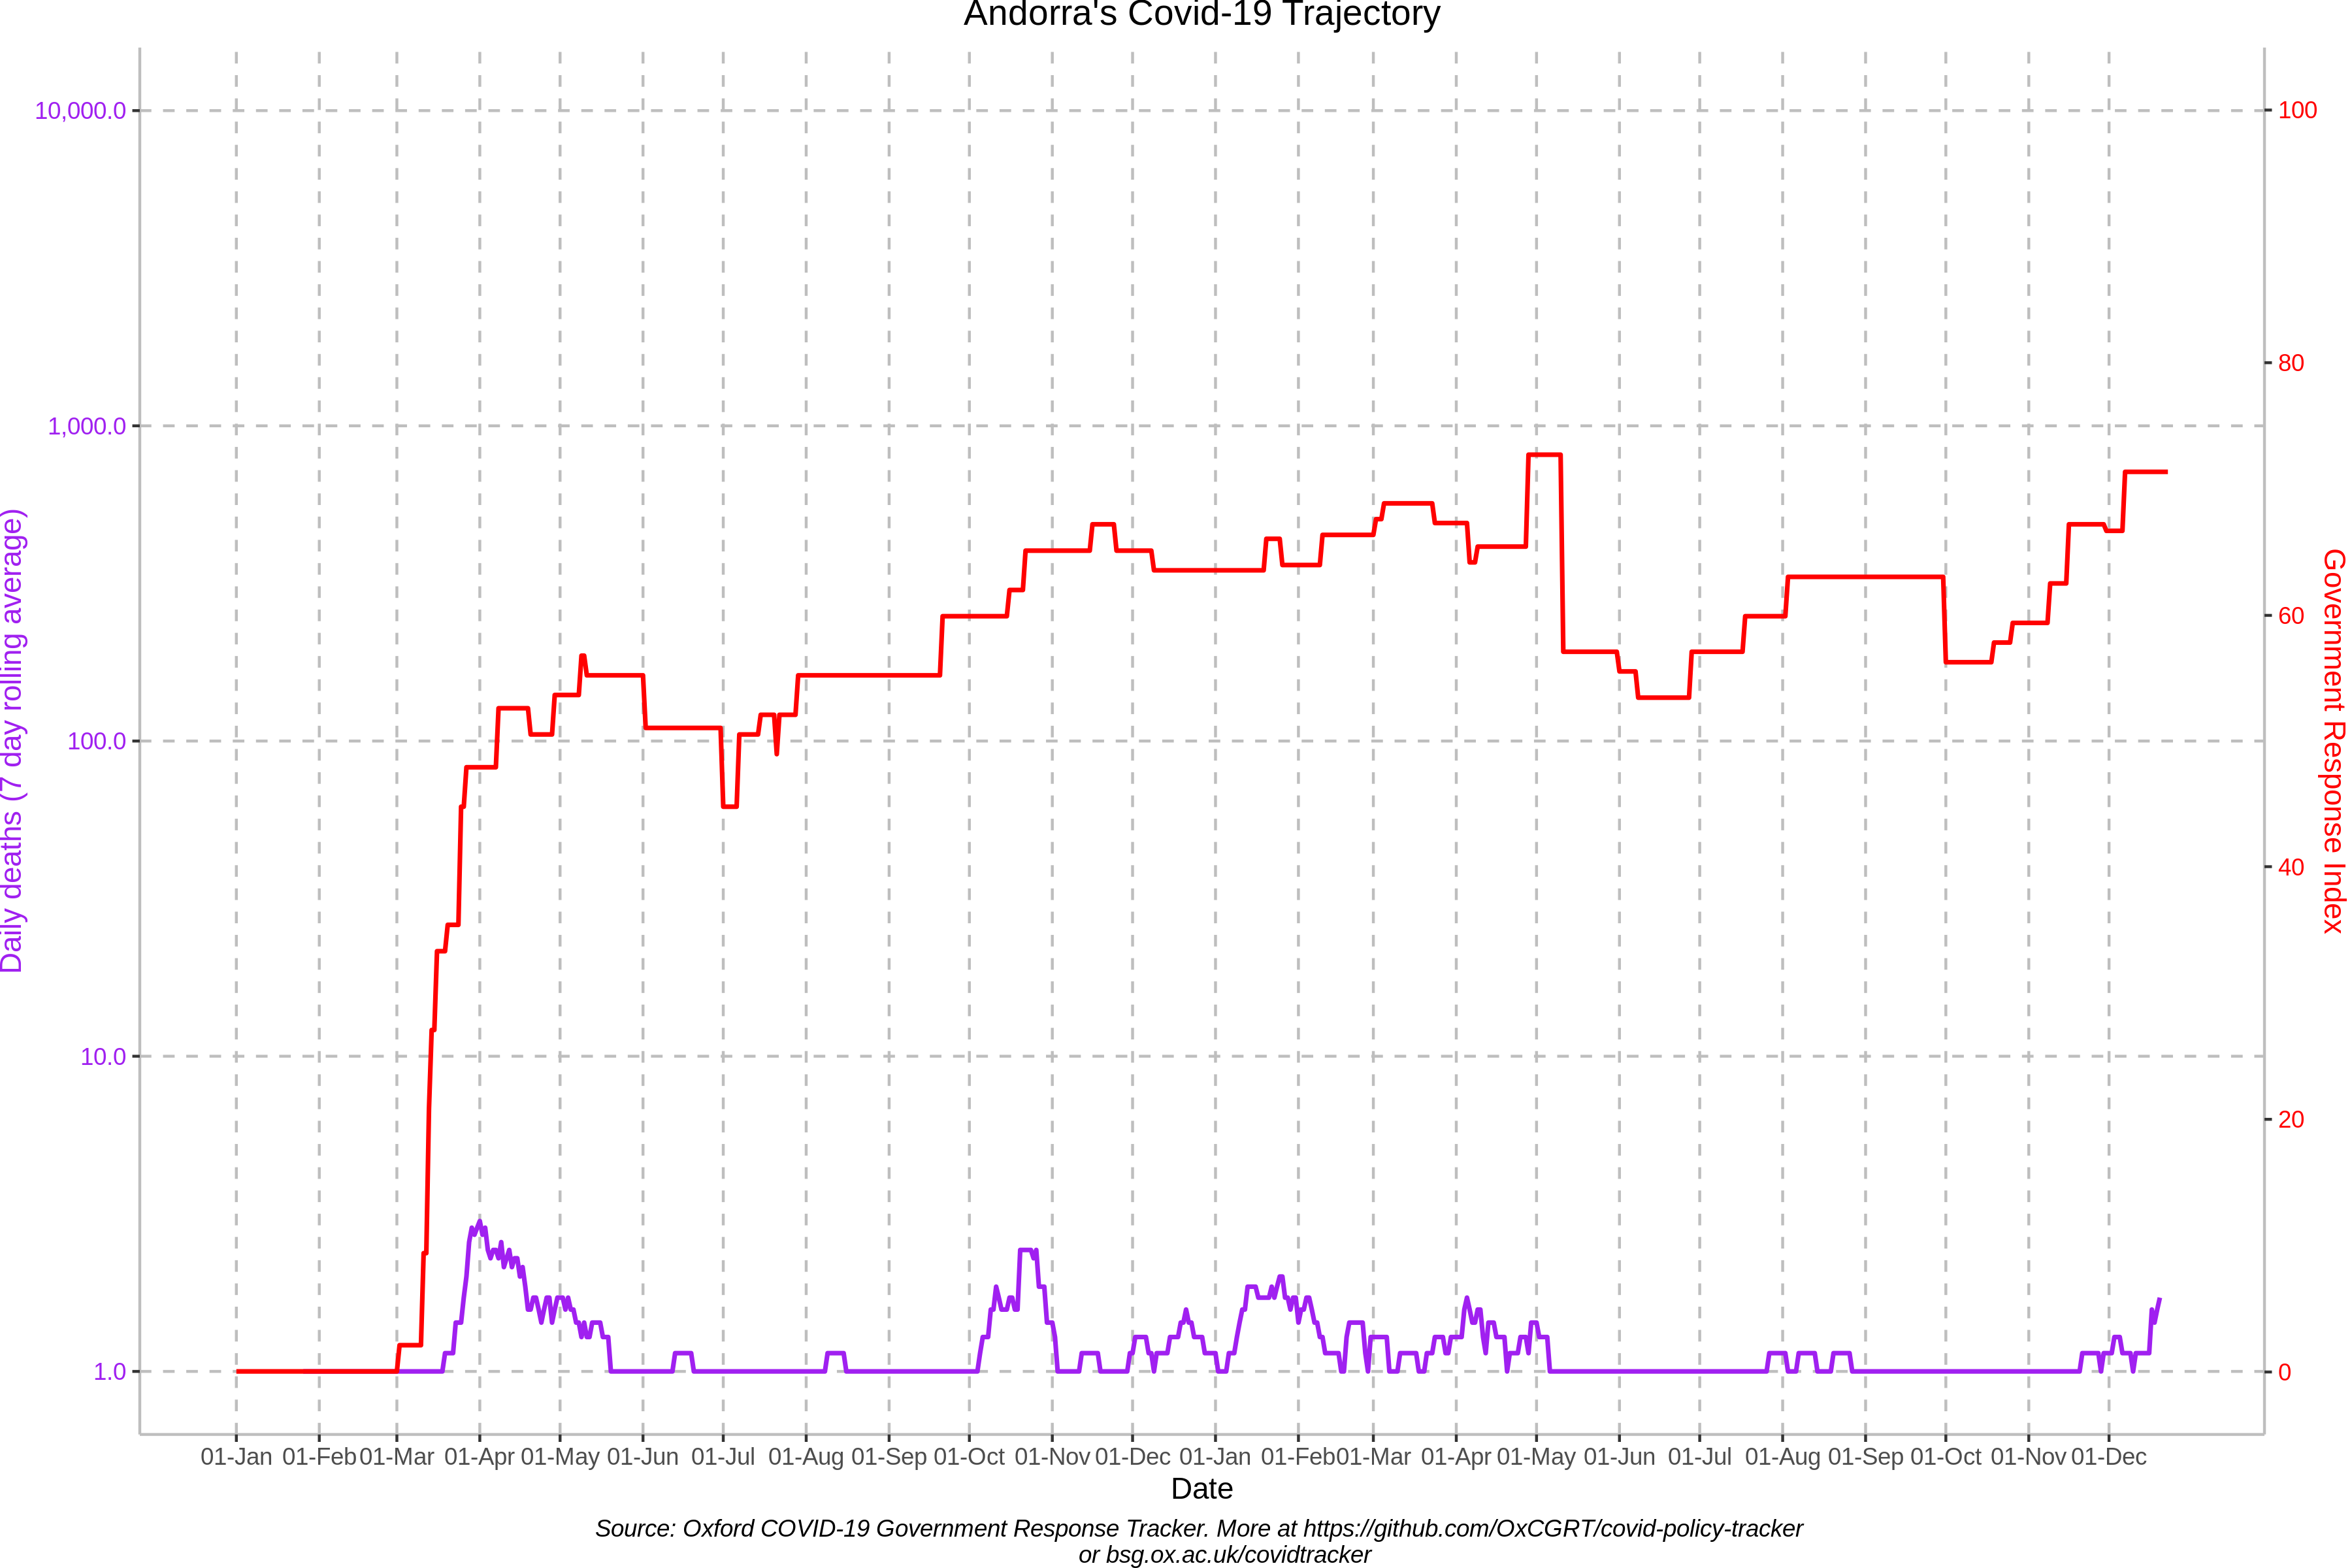 Andorra's Covid-19 Trajectory
10,000.0
1,000.0
100.0
10.0
1.0
Daily deaths (7 day rolling average)
100
80
60
40
20
0
Government Response Index
01-Jan 01-Feb 01-Mar 01-Apr 01-May 01-Jun 01-Jul 01-Aug 01-Sep 01-Oct 01-Nov 01-Dec 01-Jan 01-Feb 01-Mar 01-Apr 01-May 01-Jun 01-Jul 01-Aug 01-Sep 01-Oct 01-Nov 01-Dec
Date
Source: Oxford COVID-19 Government Response Tracker. More at https://github.com/OxCGRT/covid-policy-tracker
or bsg.ox.ac.uk/covidtracker